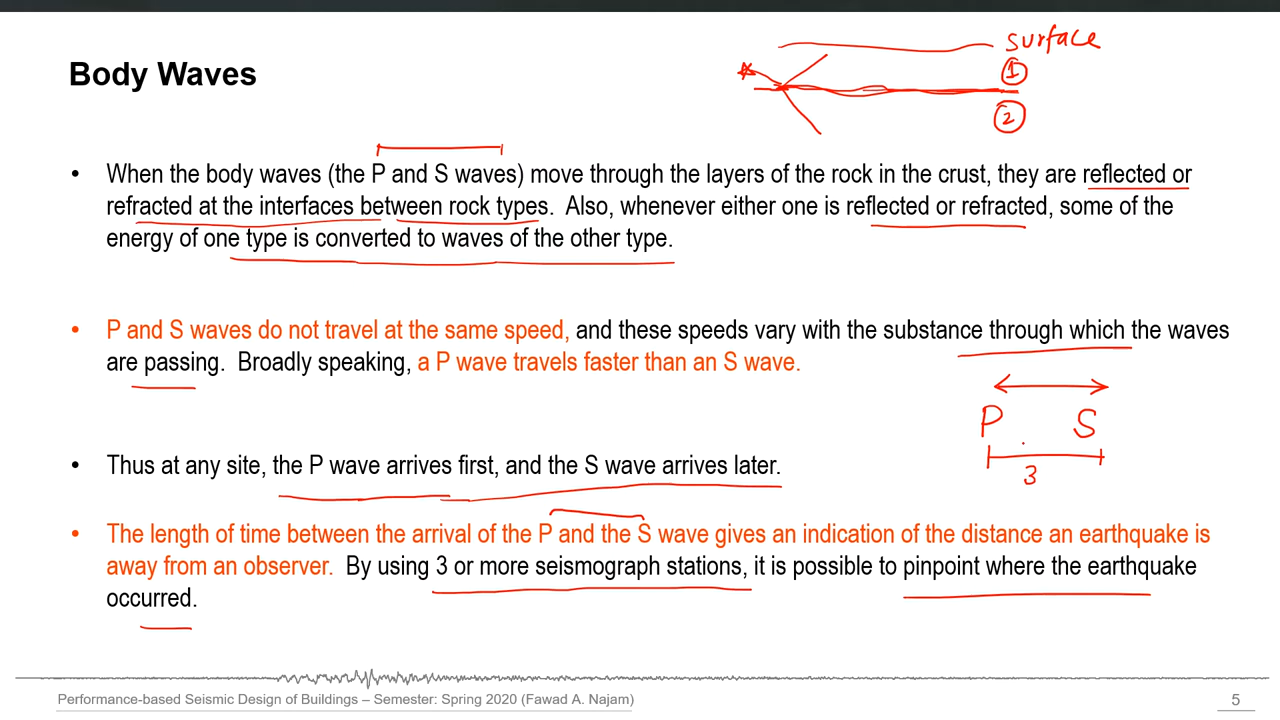 surface
Body Waves
1
2
• When the body waves (the P and S waves) move through the layers of the rock in the crust, they are reflected or
refracted at the interfaces between rock types. Also, whenever either one is reflected or refracted, some of the
energy of one type is converted to waves of the other type.
• P and S waves do not travel at the same speed, and these speeds vary with the substance through which the waves
are passing. Broadly speaking, a P wave travels faster than an S wave.
P S
• Thus at any site, the P wave arrives first, and the S wave arrives later.
3
• The length of time between the arrival of the P and the S wave gives an indication of the distance an earthquake is
away from an observer. By using 3 or more seismograph stations, it is possible to pinpoint where the earthquake
occurred.
Performance-based Seismic Design of Buildings – Semester: Spring 2020 (Fawad A. Najam)
5